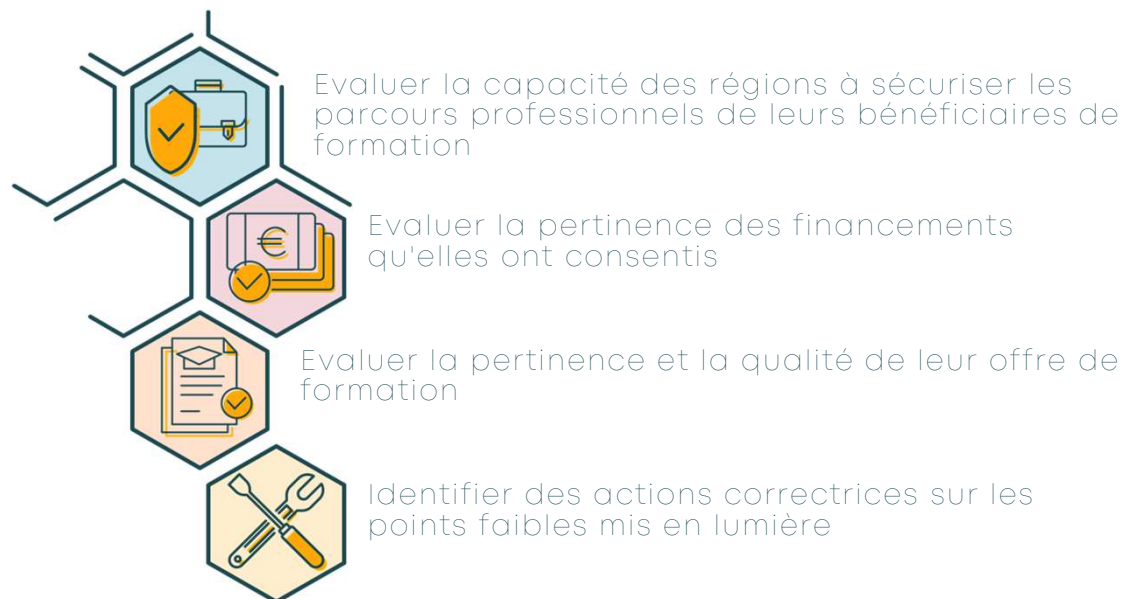 Evaluer la capacité des régions à sécuriser les
parcours professionnels de leurs bénéficiaires de
formation
Evaluer la pertinence des financements
qu'elles ont consentis
Evaluer la pertinence et la qualité de leur offre de
formation
Identifier des actions correctrices sur les
points faibles mis en lumière